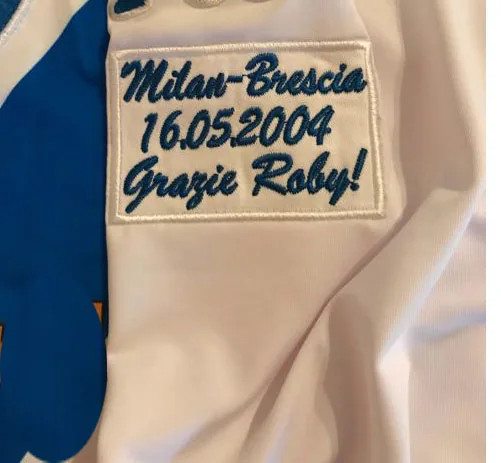 Milan-Brescia
16.05.2004
Grazie Roby!